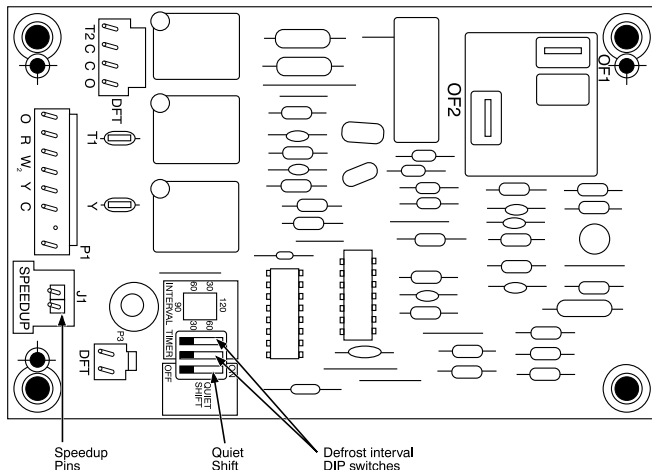 T2 C C O
DFT
OF1
OF2
O R W2 Y C
T1
Y
P1
J1
SPEEDUP
P3
DFT
INTERVAL TIMER
60 30
90 120
30 60
OFF
ON
QUIET
SHIFT
Speedup
Pins
Quiet
Shift
Defrost interval
DIP switches